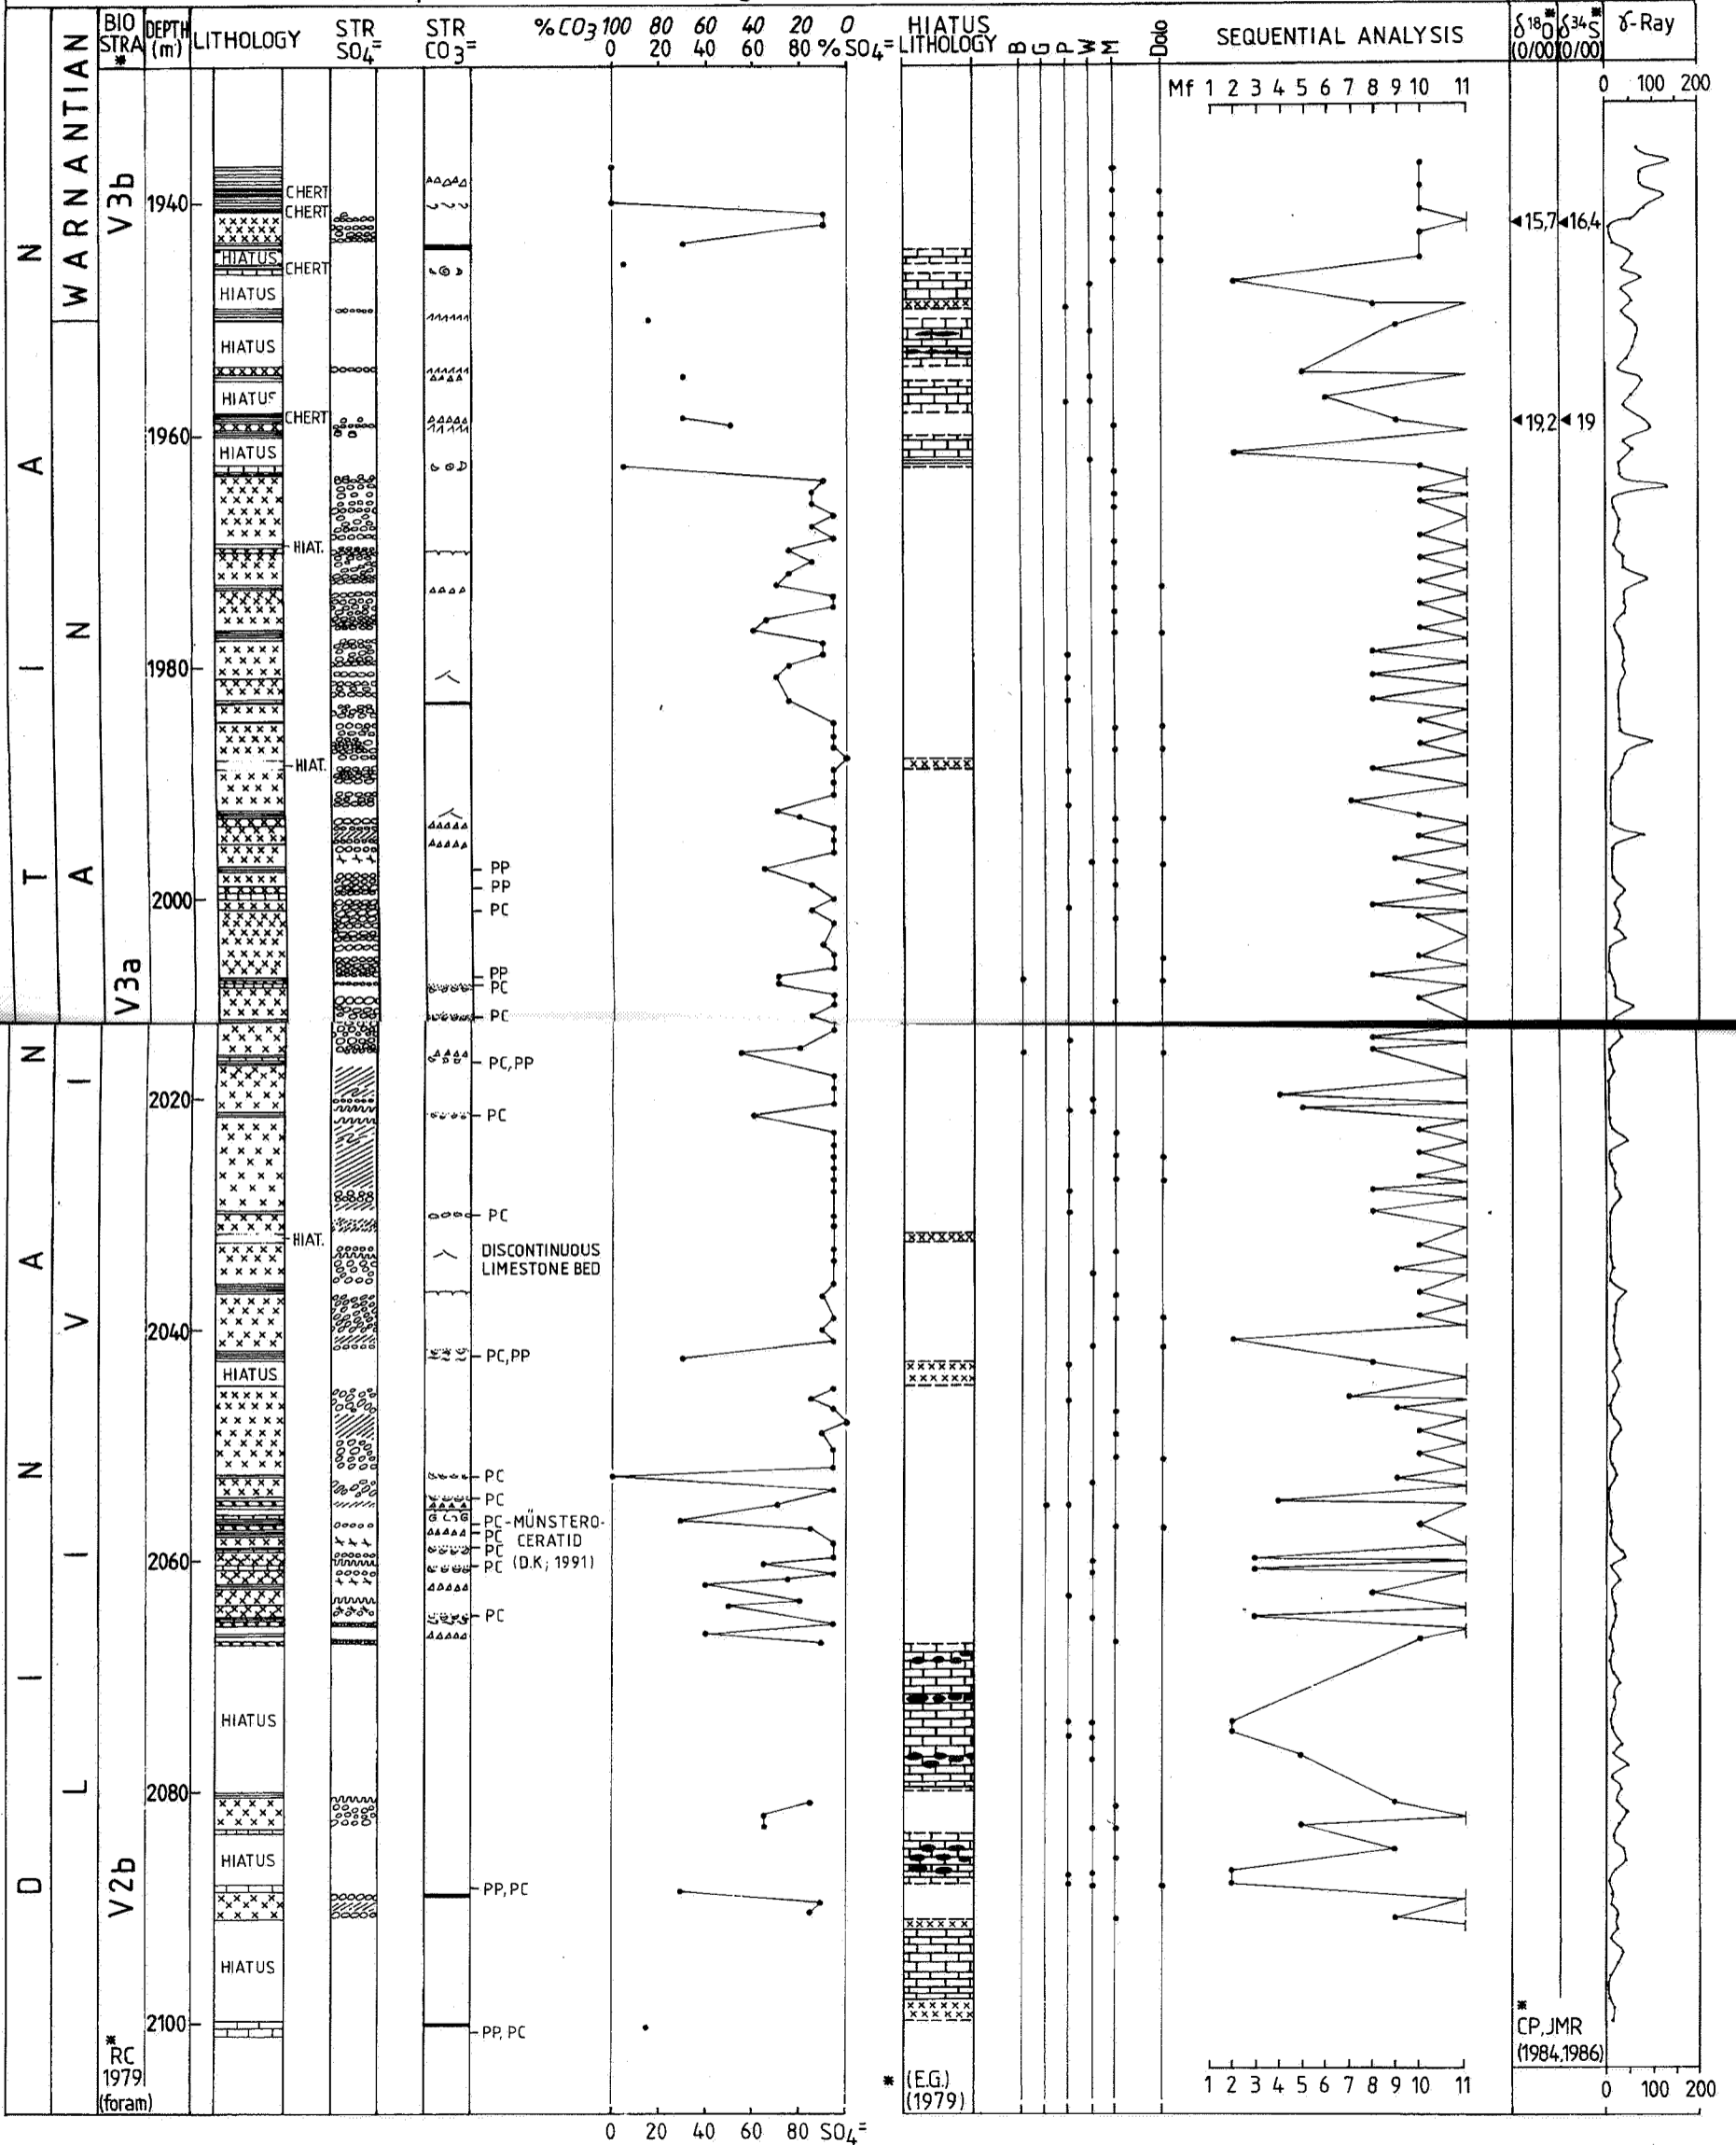 BIO STRA * DEPTH (m) LITHOLOGY STR SO4= STR CO3= % CO3 100 80 60 40 20 0 HIATUS LITHOLOGY B G P W M Dolo SEQUENTIAL ANALYSIS δ18O* (0/00) δ34S* (0/00) γ-Ray
0 20 40 60 80 % SO4=
Mf 1 2 3 4 5 6 7 8 9 10 11
0 100 200
DINANTIAN
WARNANTIAN
LIVIAN
V3b
V3a
V2b
CHERT
1940
CHERT
15,7 16,4
HIATUS
CHERT
HIATUS
HIATUS
HIATUS
CHERT
19,2 19
1960
HIATUS
HIAT.
1980
HIAT.
PP
PP
2000
PC
PP
PC
PC
PC,PP
2020
PC
PC
HIAT.
DISCONTINUOUS
LIMESTONE BED
2040
PC,PP
HIATUS
PC
PC
PC-MÜNSTERO-
PC CERATID
PC
2060
PC (D.K; 1991)
PC
HIATUS
2080
HIATUS
PP, PC
HIATUS
2100
PP, PC
* RC
1979
(foram)
* (E.G.)
(1979)
* CP,JMR
(1984,1986)
1 2 3 4 5 6 7 8 9 10 11
0 100 200
0 20 40 60 80 SO4=